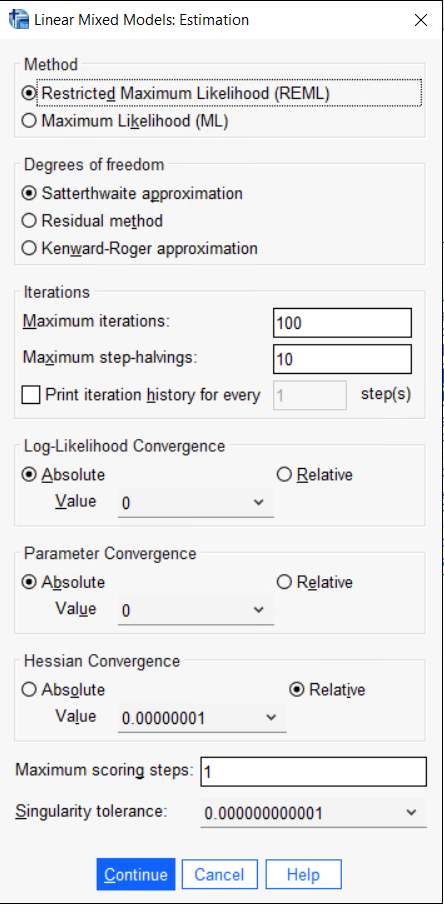 Linear Mixed Models: Estimation
Method
Restricted Maximum Likelihood (REML)
Maximum Likelihood (ML)
Degrees of freedom
Satterthwaite approximation
Residual method
Kenward-Roger approximation
Iterations
Maximum iterations: 100
Maximum step-halvings: 10
Print iteration history for every 1 step(s)
Log-Likelihood Convergence
Absolute Relative
Value 0
Parameter Convergence
Absolute Relative
Value 0
Hessian Convergence
Absolute Relative
Value 0.00000001
Maximum scoring steps: 1
Singularity tolerance: 0.000000000001
Continue Cancel Help